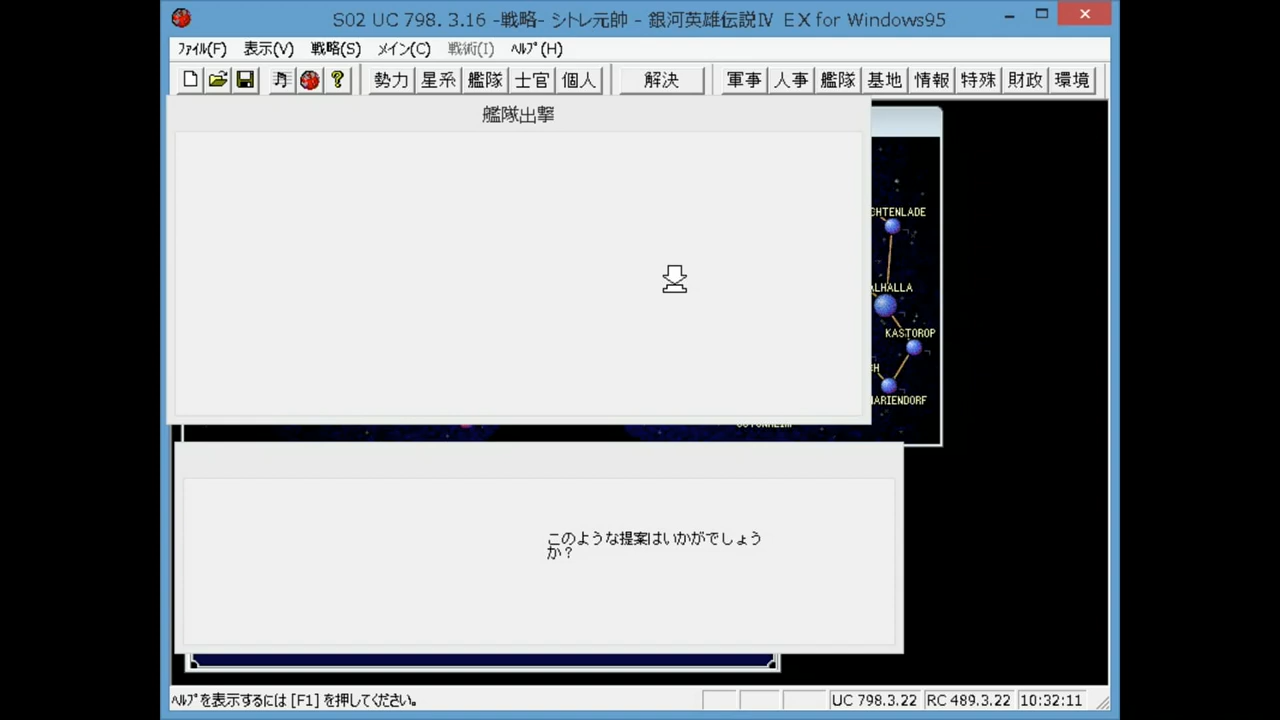 S02 UC 798. 3.16 -戦略- シトレ元帥 - 銀河英雄伝説Ⅳ EX for Windows95
ﾌｧｲﾙ(F) 表示(V) 戦略(S) メイン(C) 戦術(I) ﾍﾙﾌﾟ(H)
勢力 星系 艦隊 士官 個人 解決 軍事 人事 艦隊 基地 情報 特殊 財政 環境
艦隊出撃
CHTENLADE
ALHALLA
KASTOROP
CH
MARIENDORF
このような提案はいかがでしょう
か？
ﾍﾙﾌﾟを表示するには [F1] を押してください。
UC 798.3.22 RC 489.3.22 10:32:11